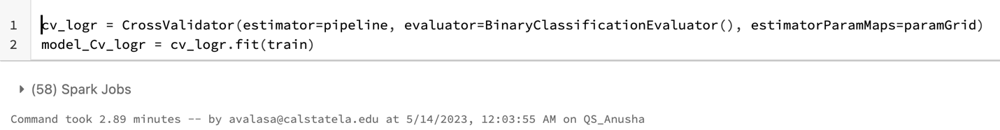 1 cv_logr = CrossValidator(estimator=pipeline, evaluator=BinaryClassificationEvaluator(), estimatorParamMaps=paramGrid)
2 model_Cv_logr = cv_logr.fit(train)
(58) Spark Jobs
Command took 2.89 minutes -- by avalasa@calstatela.edu at 5/14/2023, 12:03:55 AM on QS_Anusha